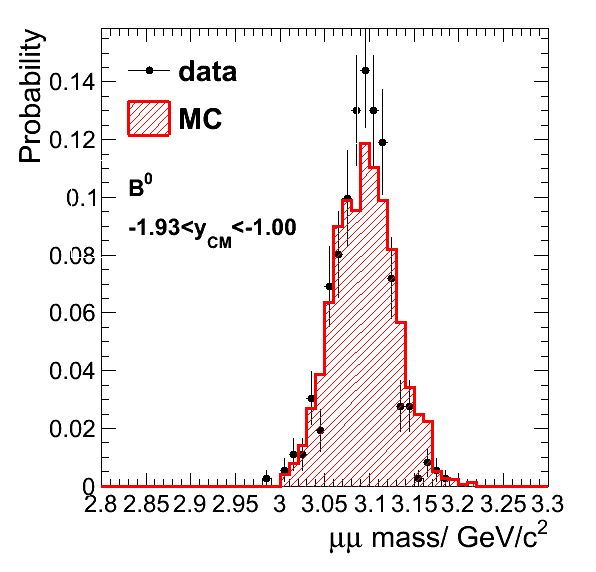 Probability
0.14
0.12
0.1
0.08
0.06
0.04
0.02
0
data
MC
B⁰
-1.93<y_CM<-1.00
2.8 2.85 2.9 2.95 3 3.05 3.1 3.15 3.2 3.25 3.3
μμ mass/ GeV/c²